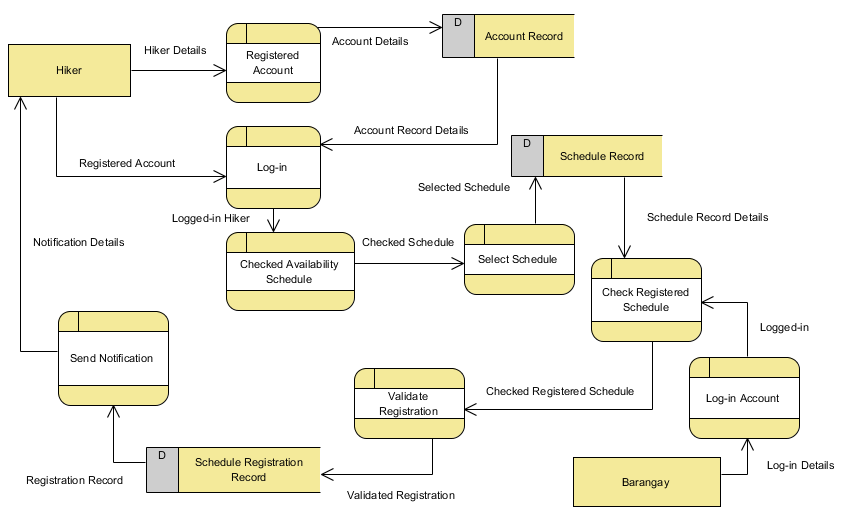 Hiker
Hiker Details
Registered
Account
Account Details
D
Account Record
Account Record Details
Registered Account
Log-in
D
Schedule Record
Selected Schedule
Logged-in Hiker
Checked Schedule
Schedule Record Details
Notification Details
Checked Availability
Schedule
Select Schedule
Check Registered
Schedule
Logged-in
Send Notification
Validate
Registration
Checked Registered Schedule
Log-in Account
D
Schedule Registration
Record
Registration Record
Validated Registration
Barangay
Log-in Details